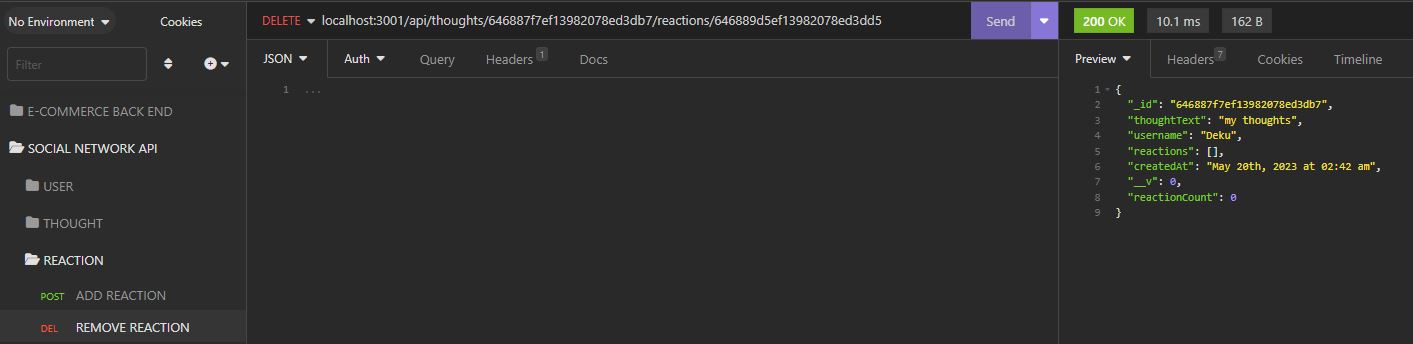 No Environment
Cookies
Filter
E-COMMERCE BACK END
SOCIAL NETWORK API
USER
THOUGHT
REACTION
POST ADD REACTION
DEL REMOVE REACTION
DELETE localhost:3001/api/thoughts/646887f7ef13982078ed3db7/reactions/646889d5ef13982078ed3dd5 Send
JSON Auth Query Headers 1 Docs
1 ...
200 OK 10.1 ms 162 B
Preview Headers 7 Cookies Timeline
1 {
2 "_id": "646887f7ef13982078ed3db7",
3 "thoughtText": "my thoughts",
4 "username": "Deku",
5 "reactions": [],
6 "createdAt": "May 20th, 2023 at 02:42 am",
7 "__v": 0,
8 "reactionCount": 0
9 }